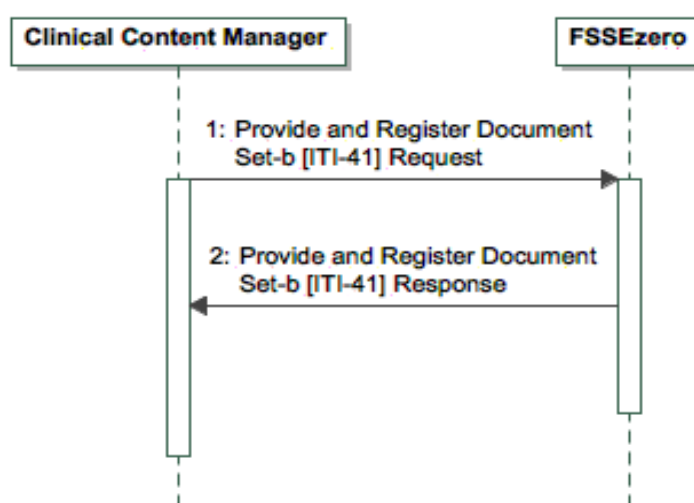 Clinical Content Manager
FSSEzero
1: Provide and Register Document
Set-b [ITI-41] Request
2: Provide and Register Document
Set-b [ITI-41] Response